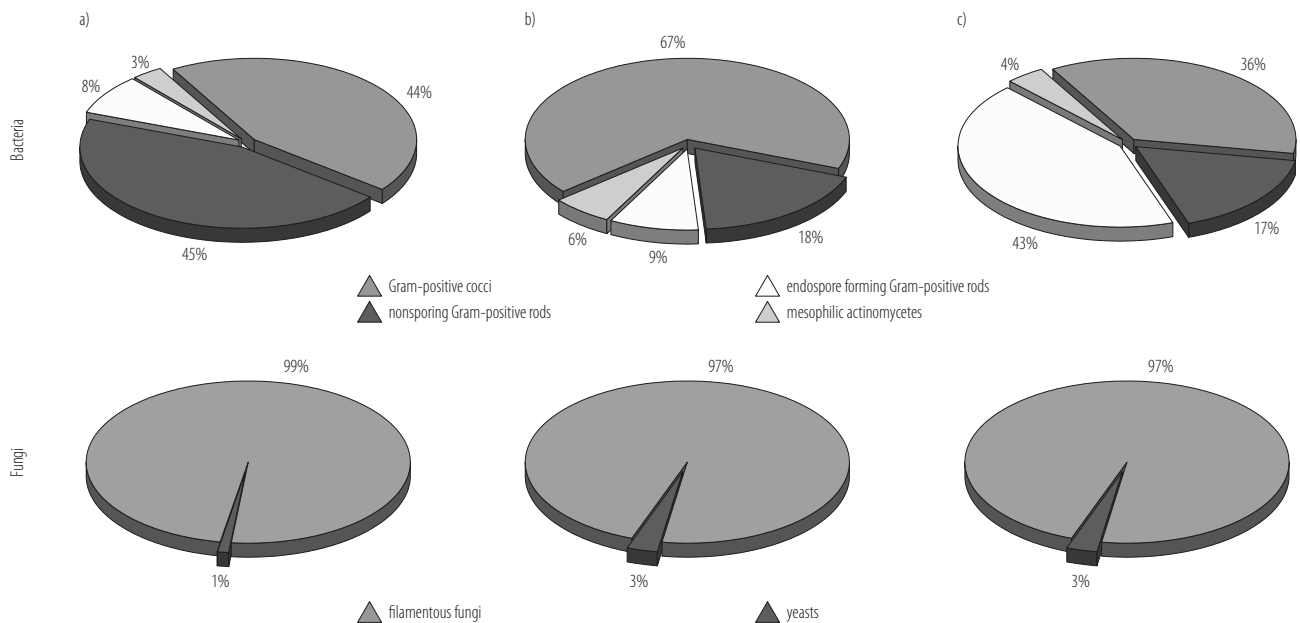 a)
b)
c)
Bacteria
3%
8%
44%
45%
67%
6%
9%
18%
4%
36%
43%
17%
Gram-positive cocci
nonsporing Gram-positive rods
endospore forming Gram-positive rods
mesophilic actinomycetes
Fungi
99%
1%
97%
3%
97%
3%
filamentous fungi
yeasts